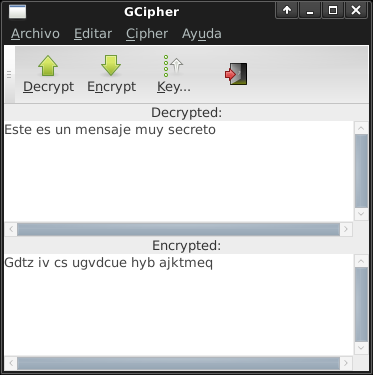 GCipher
Archivo Editar Cipher Ayuda
Decrypt Encrypt Key...
Decrypted:
Este es un mensaje muy secreto
Encrypted:
Gdtz iv cs ugvdcue hyb ajktmeq